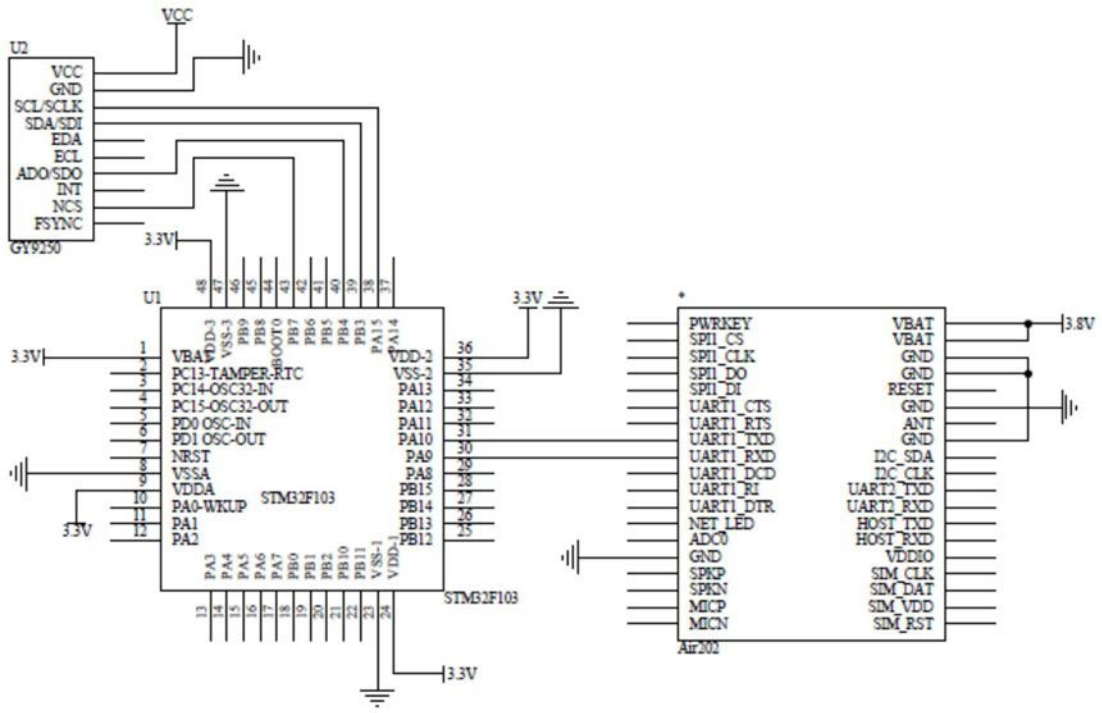 VCC
U2
VCC
GND
SCL/SCLK
SDA/SDI
EDA
ECL
ADO/SDO
INT
NCS
FSYNC
GY9250
3.3V
48
47
46
45
44
43
42
41
40
39
38
37
U1
VDD-3
VSS-3
PB9
PB8
BOOT0
PB7
PB6
PB5
PB4
PB3
PA15
PA14
3.3V
1 VBAT
2 PC13-TAMPER-RTC
3 PC14-OSC32-IN
4 PC15-OSC32-OUT
5 PD0 OSC-IN
6 PD1 OSC-OUT
7 NRST
8 VSSA
9 VDDA
10 PA0-WKUP
11 PA1
12 PA2
3.3V
STM32F103
3.3V
VDD-2 36
VSS-2 35
PA13 34
PA12 33
PA11 32
PA10 31
PA9 30
PA8 29
PB15 28
PB14 27
PB13 26
PB12 25
PA3
PA4
PA5
PA6
PA7
PB0
PB1
PB2
PB10
PB11
VSS-1
VDD-1
STM32F103
13
14
15
16
17
18
19
20
21
22
23
24
3.3V
*
PWRKEY
SPI1_CS
SPI1_CLK
SPI1_DO
SPI1_DI
UART1_CTS
UART1_RTS
UART1_TXD
UART1_RXD
UART1_DCD
UART1_RI
UART1_DTR
NET_LED
ADC0
GND
SPKP
SPKN
MICP
MICN
VBAT
VBAT
GND
GND
RESET
GND
ANT
GND
I2C_SDA
I2C_CLK
UART2_TXD
UART2_RXD
HOST_TXD
HOST_RXD
VDDIO
SIM_CLK
SIM_DAT
SIM_VDD
SIM_RST
3.8V
Air202